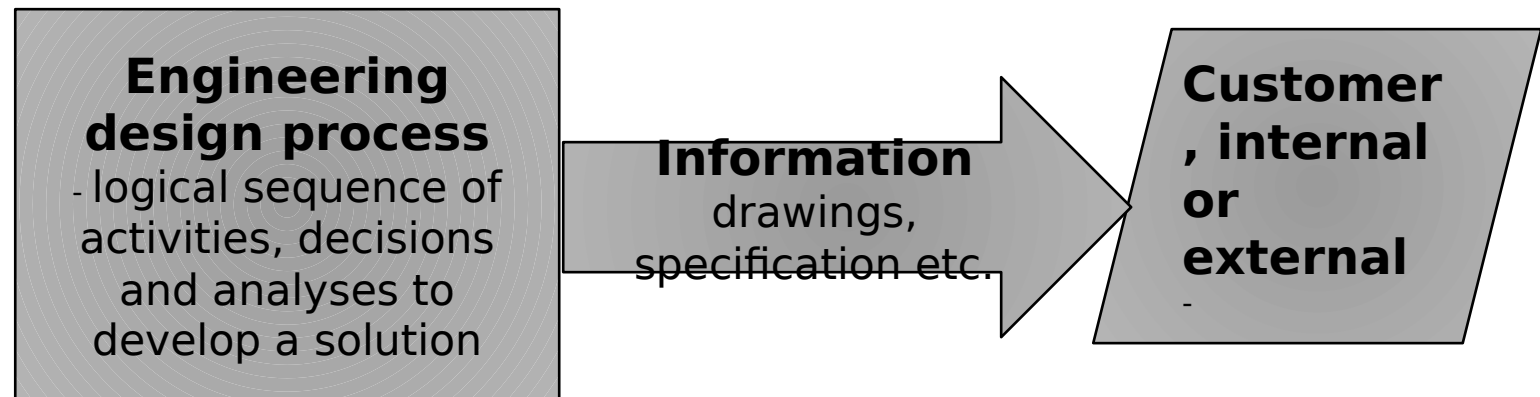 Engineering
design process
- logical sequence of
activities, decisions
and analyses to
develop a solution
Information
drawings,
specification etc.
Customer
, internal
or
external
-